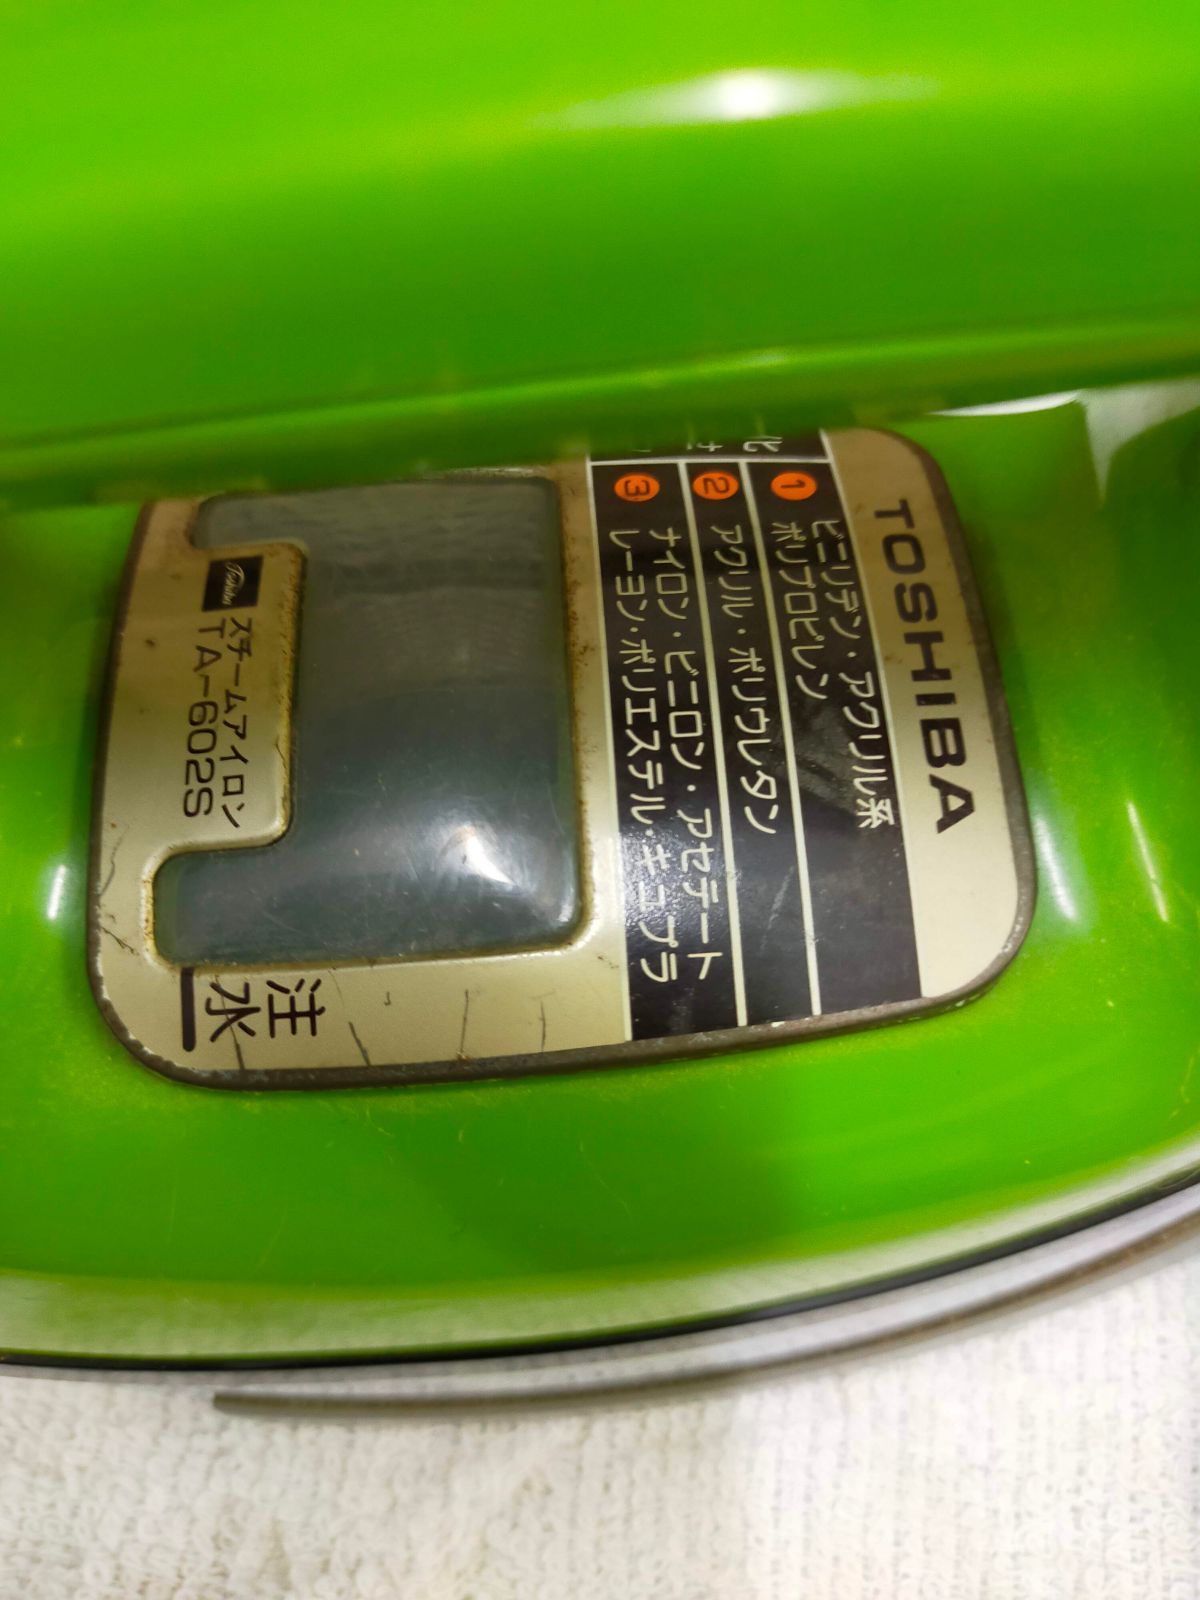 TOSHIBA
化
1 ビニリデン・アクリル系
ポリプロピレン
2 アクリル・ポリウレタン
3 ナイロン・ビニロン・アセテート
レーヨン・ポリエステル・キュプラ
Toshiba
スチームアイロン
TA-602S
注
水